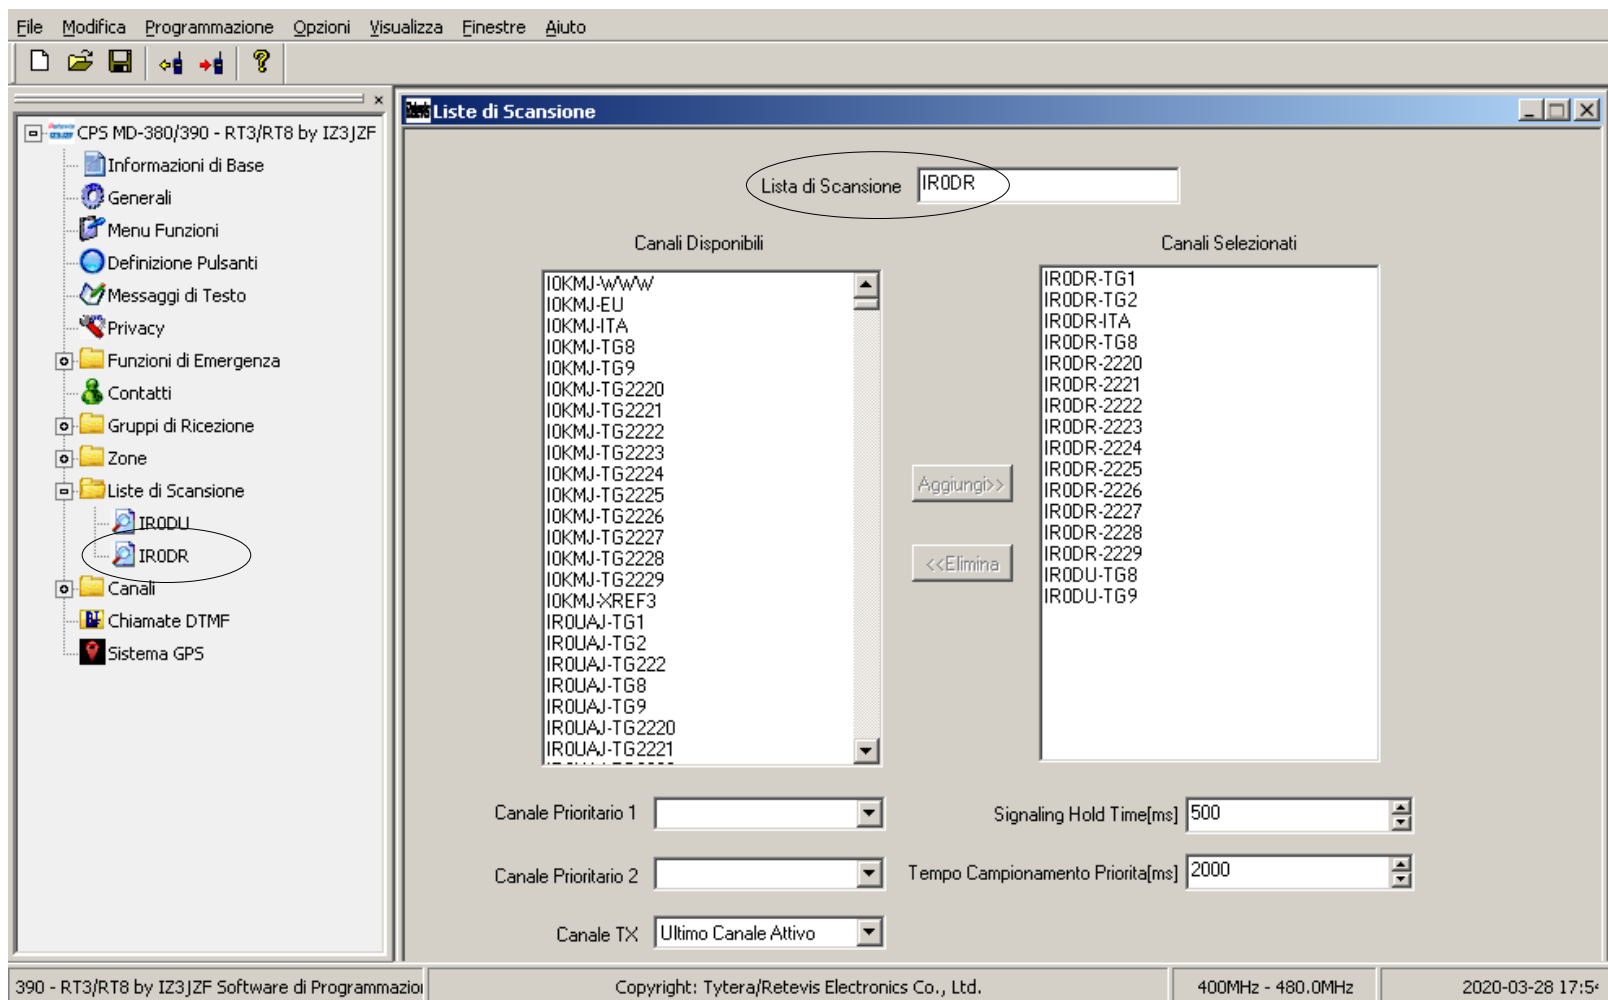 File Modifica Programmazione Opzioni Visualizza Finestre Aiuto
CPS MD-380/390 - RT3/RT8 by IZ3JZF
Informazioni di Base
Generali
Menu Funzioni
Definizione Pulsanti
Messaggi di Testo
Privacy
Funzioni di Emergenza
Contatti
Gruppi di Ricezione
Zone
Liste di Scansione
IR0DU
IR0DR
Canali
Chiamate DTMF
Sistema GPS
Liste di Scansione
Lista di Scansione IR0DR
Canali Disponibili
I0KMJ-WWW
I0KMJ-EU
I0KMJ-ITA
I0KMJ-TG8
I0KMJ-TG9
I0KMJ-TG2220
I0KMJ-TG2221
I0KMJ-TG2222
I0KMJ-TG2223
I0KMJ-TG2224
I0KMJ-TG2225
I0KMJ-TG2226
I0KMJ-TG2227
I0KMJ-TG2228
I0KMJ-TG2229
I0KMJ-XREF3
IR0UAJ-TG1
IR0UAJ-TG2
IR0UAJ-TG222
IR0UAJ-TG8
IR0UAJ-TG9
IR0UAJ-TG2220
IR0UAJ-TG2221
Aggiungi>>
<<Elimina
Canali Selezionati
IR0DR-TG1
IR0DR-TG2
IR0DR-ITA
IR0DR-TG8
IR0DR-2220
IR0DR-2221
IR0DR-2222
IR0DR-2223
IR0DR-2224
IR0DR-2225
IR0DR-2226
IR0DR-2227
IR0DR-2228
IR0DR-2229
IR0DU-TG8
IR0DU-TG9
Canale Prioritario 1
Signaling Hold Time[ms] 500
Canale Prioritario 2
Tempo Campionamento Priorita[ms] 2000
Canale TX Ultimo Canale Attivo
390 - RT3/RT8 by IZ3JZF Software di Programmazio
Copyright: Tytera/Retevis Electronics Co., Ltd.
400MHz - 480.0MHz
2020-03-28 17:5